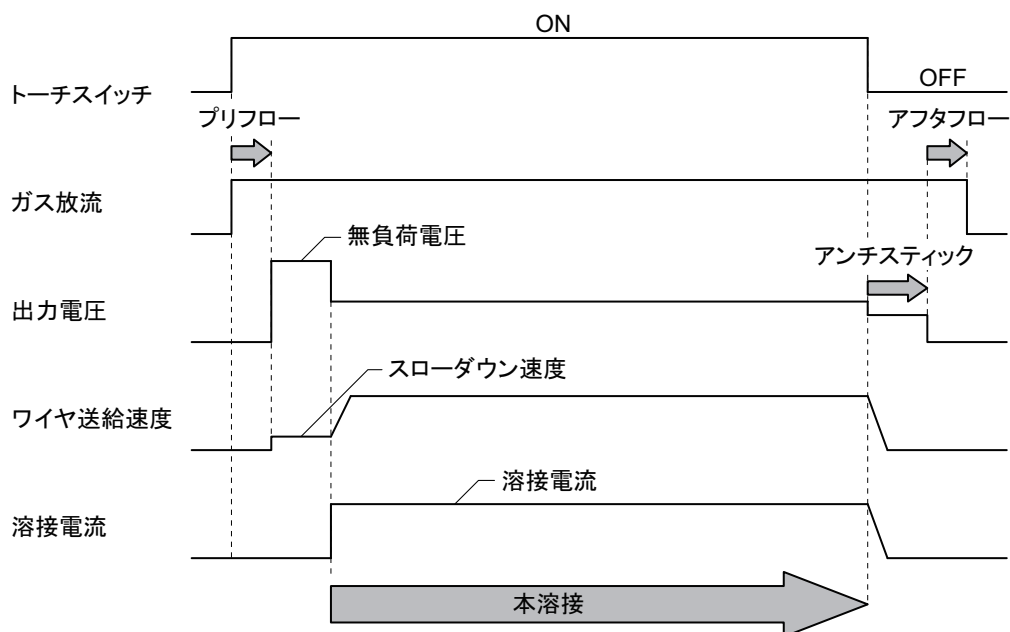 ON
トーチスイッチ
OFF
プリフロー
アフタフロー
ガス放流
無負荷電圧
アンチスティック
出力電圧
スローダウン速度
ワイヤ送給速度
溶接電流
溶接電流
本溶接